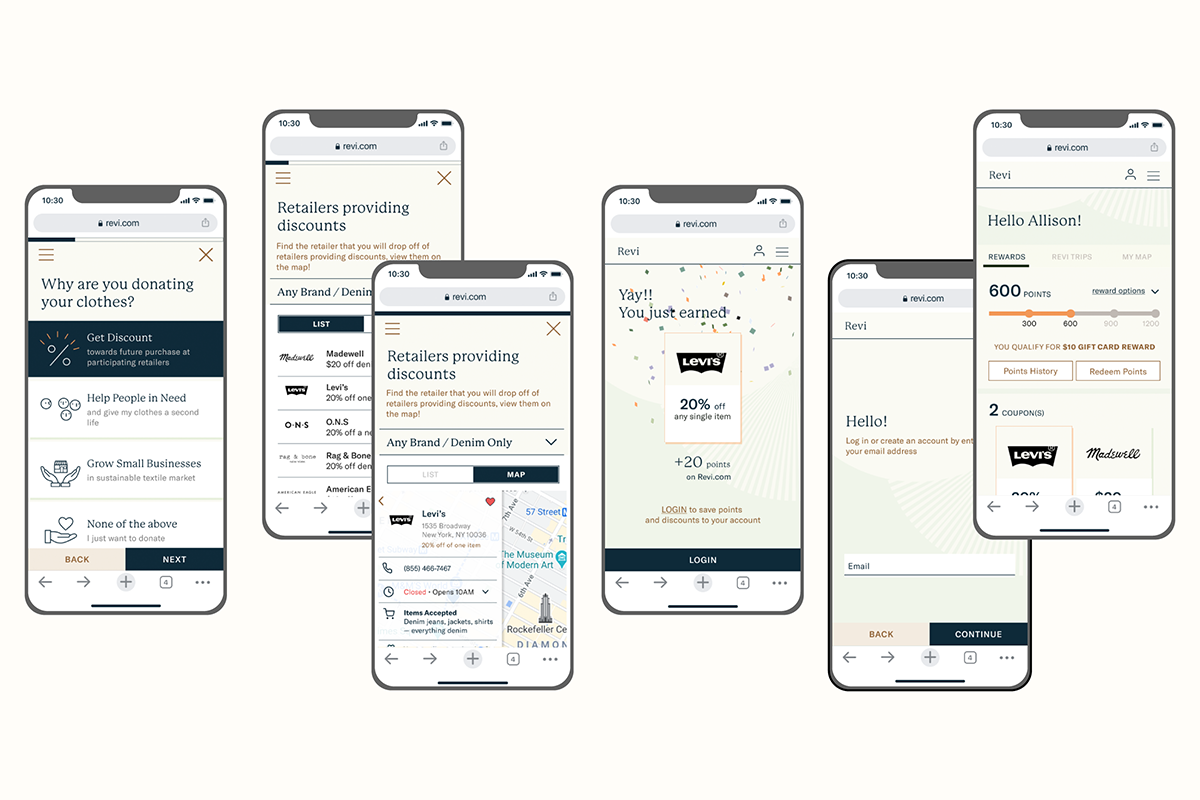 10:30
revi.com
Why are you donating
your clothes?
Get Discount
towards future purchase at
participating retailers
Help People in Need
and give my clothes a second
life
Grow Small Businesses
in sustainable textile market
None of the above
I just want to donate
BACK
NEXT
4
10:30
revi.com
Retailers providing
discounts
Find the retailer that you will drop off of
retailers providing discounts, view them on
the map!
Any Brand / Denim
LIST
Madewell
Madewell
$20 off den
Levi's
Levi's
20% off one
O·N·S
O.N.S
20% off a n
rag & bone
Rag & Bone
20% off den
AMERICAN EAGLE
American E
10:30
revi.com
Retailers providing
discounts
Find the retailer that you will drop off of
retailers providing discounts, view them on
the map!
Any Brand / Denim Only
LIST
MAP
Levi's
Levi's
1535 Broadway
New York, NY 10036
20% off of one item
(855) 466-7467
Closed • Opens 10AM
Items Accepted
Denim jeans, jackets, shirts
— everything denim
7th Ave
57 Street
W 54th St
The Museum
of Modern Art
6th Ave
Rockefeller Ce
DIAMON
4
10:30
revi.com
Revi
Yay!!
You just earned
Levi's
20% off
any single item
+20 points
on Revi.com
LOGIN to save points
and discounts to your account
LOGIN
4
10:30
revi.com
Revi
Hello!
Log in or create an account by ent
your email address
Email
BACK
CONTINUE
4
10:30
revi.com
Revi
Hello Allison!
REWARDS
REVI TRIPS
MY MAP
600 POINTS
reward options
300
600
900
1200
YOU QUALIFY FOR $10 GIFT CARD REWARD
Points History
Redeem Points
2 COUPON(S)
Levi's
Madewell
4